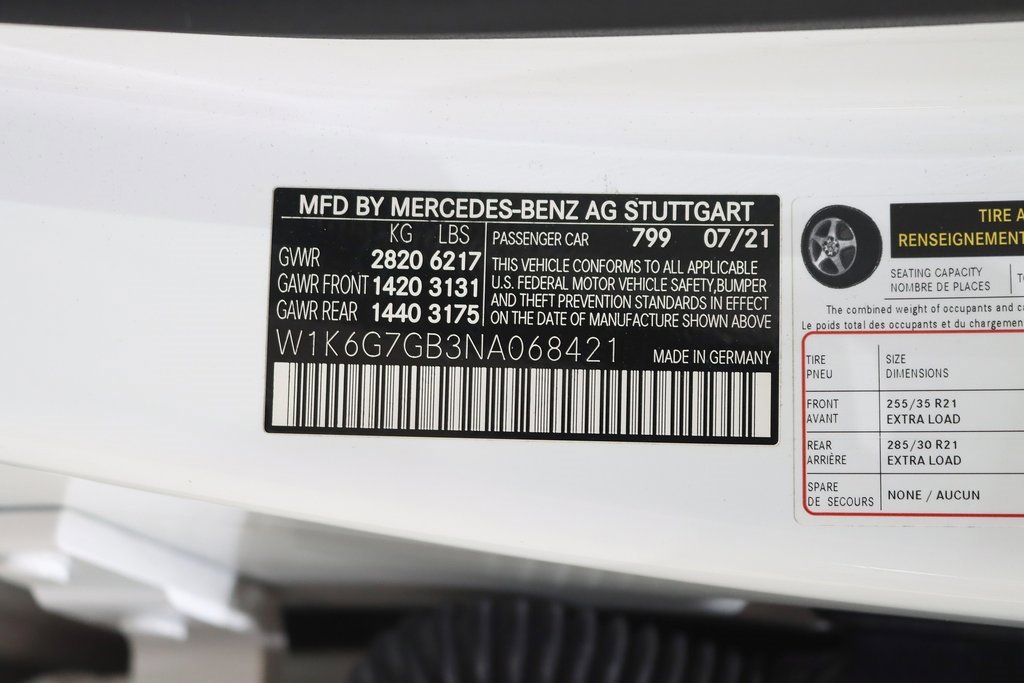 MFD BY MERCEDES-BENZ AG STUTTGART
KG LBS
GVWR 2820 6217
GAWR FRONT 1420 3131
GAWR REAR 1440 3175
PASSENGER CAR 799 07/21
THIS VEHICLE CONFORMS TO ALL APPLICABLE
U.S. FEDERAL MOTOR VEHICLE SAFETY,BUMPER
AND THEFT PREVENTION STANDARDS IN EFFECT
ON THE DATE OF MANUFACTURE SHOWN ABOVE
W1K6G7GB3NA068421 MADE IN GERMANY
TIRE A
RENSEIGNEMENT
SEATING CAPACITY
NOMBRE DE PLACES
The combined weight of occupants and c
Le poids total des occupants et du chargemen
TIRE SIZE
PNEU DIMENSIONS
FRONT 255/35 R21
AVANT EXTRA LOAD
REAR 285/30 R21
ARRIÈRE EXTRA LOAD
SPARE NONE / AUCUN
DE SECOURS